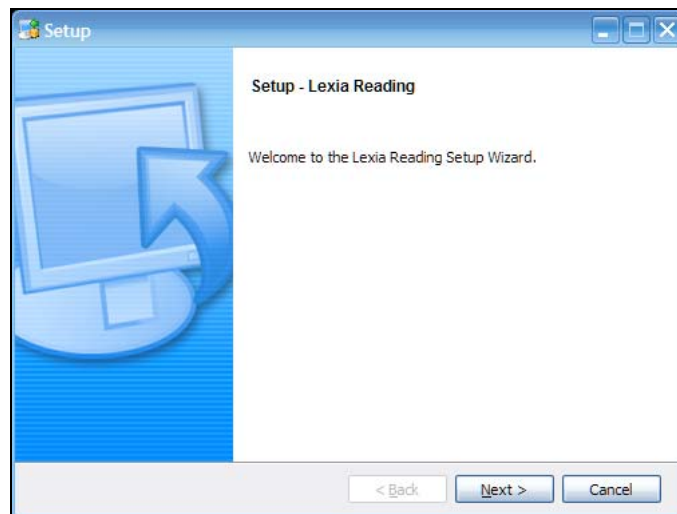 Setup
Setup - Lexia Reading
Welcome to the Lexia Reading Setup Wizard.
< Back Next > Cancel